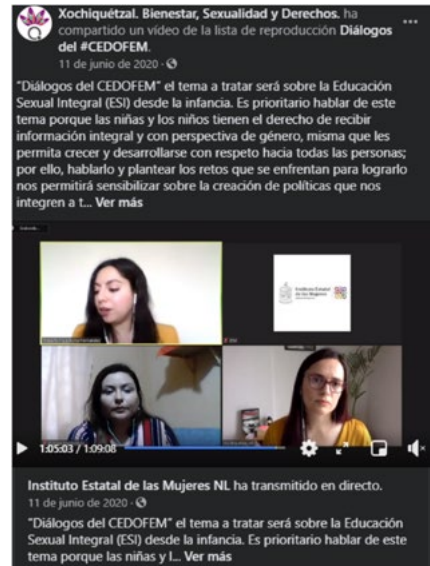 Xochiquétzal. Bienestar, Sexualidad y Derechos. ha
compartido un vídeo de la lista de reproducción Diálogos
del #CEDOFEM.
11 de junio de 2020 ·
“Diálogos del CEDOFEM” el tema a tratar será sobre la Educación
Sexual Integral (ESI) desde la infancia. Es prioritario hablar de este
tema porque las niñas y los niños tienen el derecho de recibir
información integral y con perspectiva de género, misma que les
permita crecer y desarrollarse con respeto hacia todas las personas;
por ello, hablarlo y plantear los retos que se enfrentan para lograrlo
nos permitirá sensibilizar sobre la creación de políticas que nos
integren a t... Ver más
Instituto Estatal
de las Mujeres
1:05:03 / 1:09:08
Instituto Estatal de las Mujeres NL ha transmitido en directo.
11 de junio de 2020 ·
“Diálogos del CEDOFEM” el tema a tratar será sobre la Educación
Sexual Integral (ESI) desde la infancia. Es prioritario hablar de este
tema porque las niñas y l... Ver más